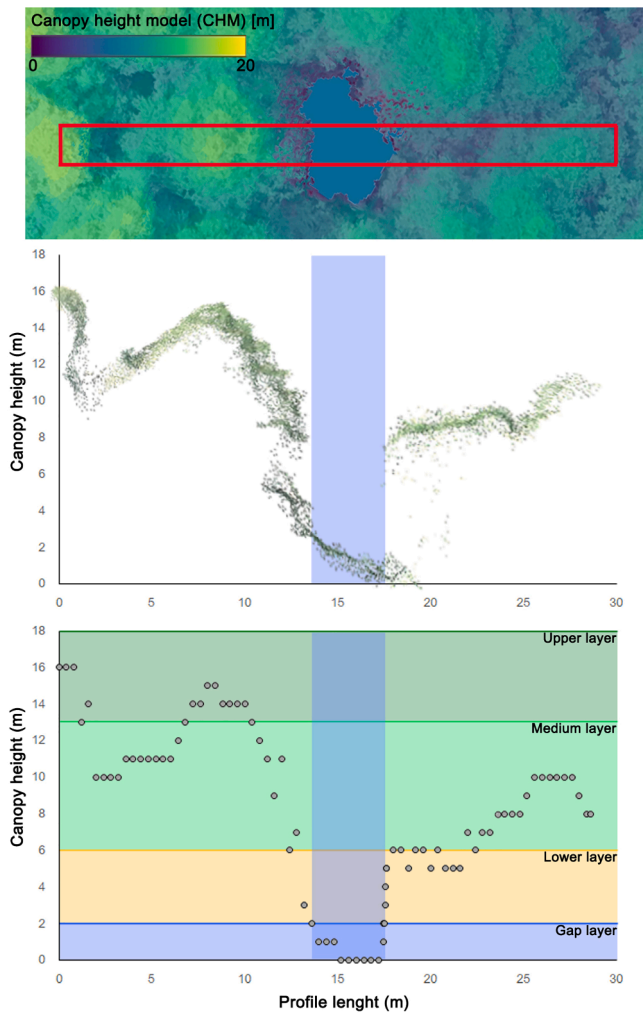 Canopy height model (CHM) [m]
0 20
18
16
14
12
10
8
6
4
2
0
Canopy height (m)
0 5 10 15 20 25 30
18
16
14
12
10
8
6
4
2
0
Canopy height (m)
Upper layer
Medium layer
Lower layer
Gap layer
0 5 10 15 20 25 30
Profile lenght (m)